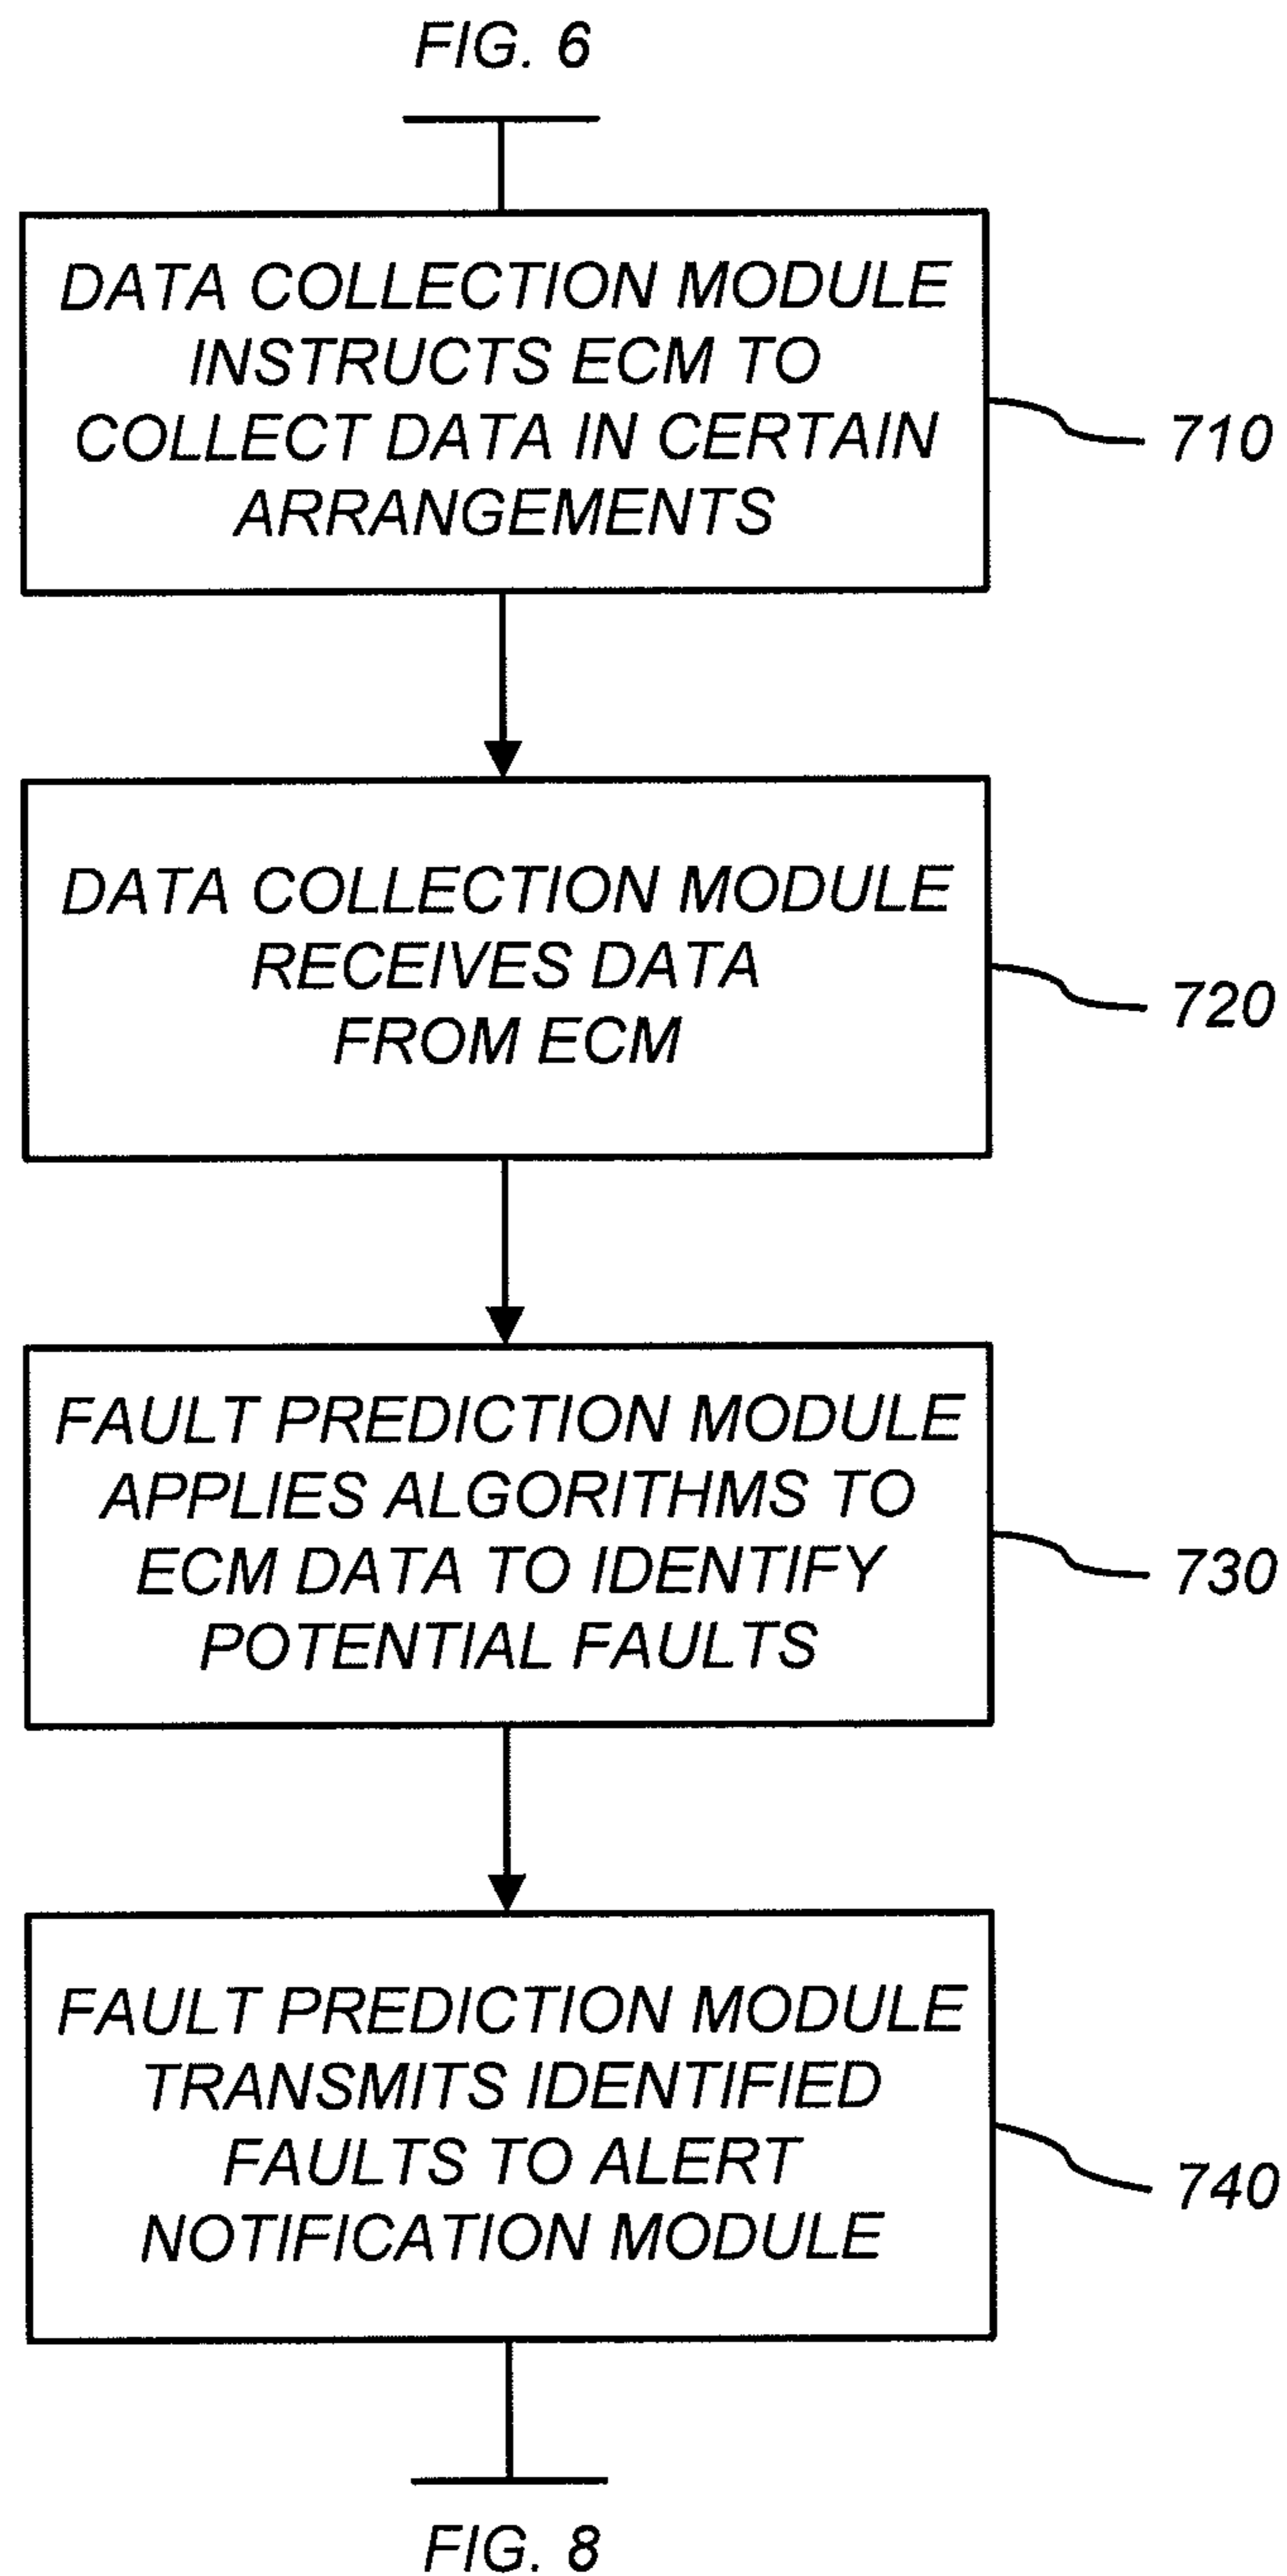 FIG. 6
DATA COLLECTION MODULE
INSTRUCTS ECM TO
COLLECT DATA IN CERTAIN
ARRANGEMENTS
710
DATA COLLECTION MODULE
RECEIVES DATA
FROM ECM
720
FAULT PREDICTION MODULE
APPLIES ALGORITHMS TO
ECM DATA TO IDENTIFY
POTENTIAL FAULTS
730
FAULT PREDICTION MODULE
TRANSMITS IDENTIFIED
FAULTS TO ALERT
NOTIFICATION MODULE
740
FIG. 8